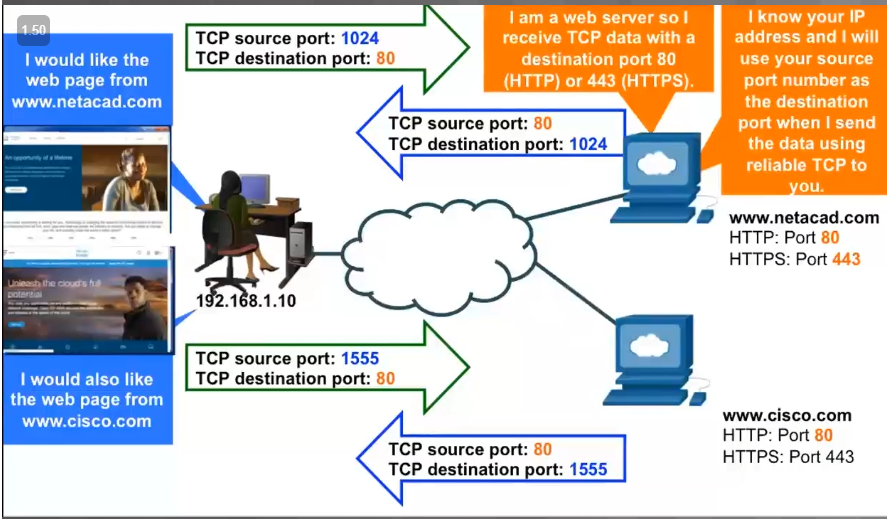 1.50
I would like the
web page from
www.netacad.com
TCP source port: 1024
TCP destination port: 80
I am a web server so I
receive TCP data with a
destination port 80
(HTTP) or 443 (HTTPS).
I know your IP
address and I will
use your source
port number as
the destination
port when I send
the data using
reliable TCP to
you.
TCP source port: 80
TCP destination port: 1024
An opportunity of a lifetime
www.netacad.com
HTTP: Port 80
HTTPS: Port 443
Unleash the cloud's full
potential
192.168.1.10
TCP source port: 1555
TCP destination port: 80
I would also like
the web page from
www.cisco.com
www.cisco.com
HTTP: Port 80
HTTPS: Port 443
TCP source port: 80
TCP destination port: 1555